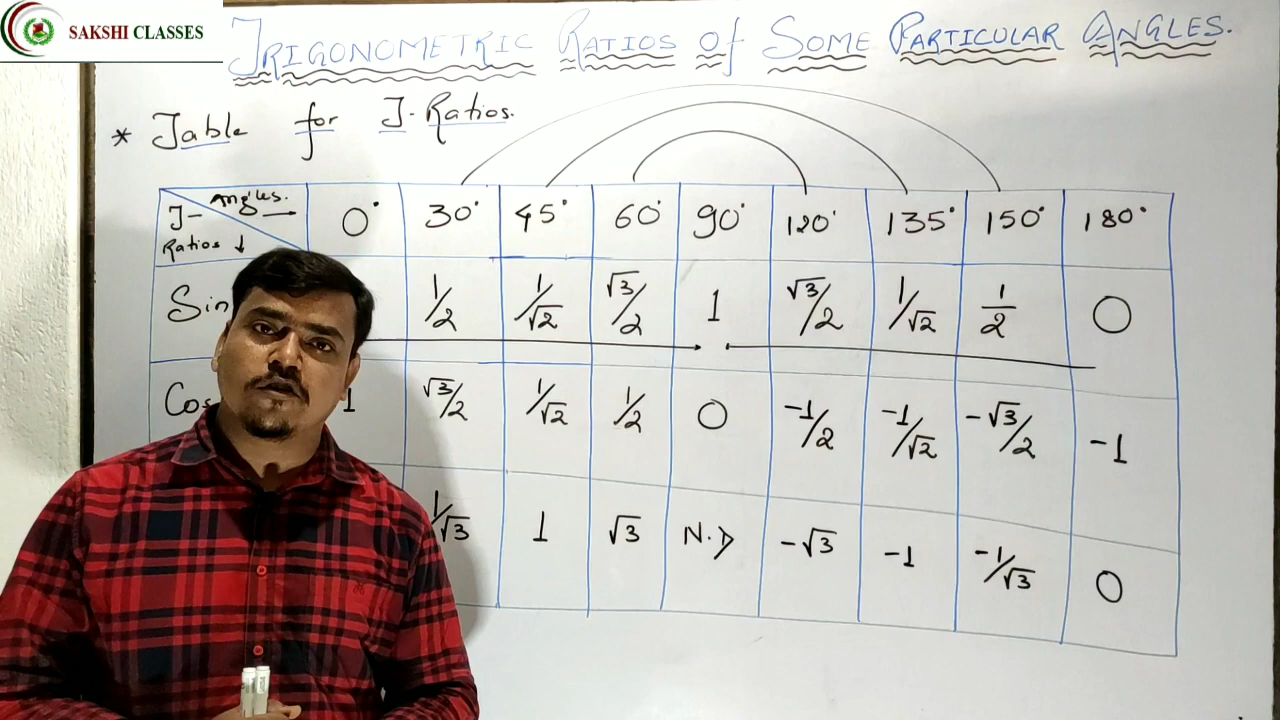 SAKSHI CLASSES
TRIGONOMETRIC RATIOS Of SOME PARTICULAR ANGLES.
* Table for T-Ratios.
T-Ratios ↓ Angles. → 0° 30° 45° 60° 90° 120° 135° 150° 180°
Sin 1/2 1/√2 √3/2 1 √3/2 1/√2 1/2 0
Cos 1 √3/2 1/√2 1/2 0 -1/2 -1/√2 -√3/2 -1
1/√3 1 √3 N.D -√3 -1 -1/√3 0